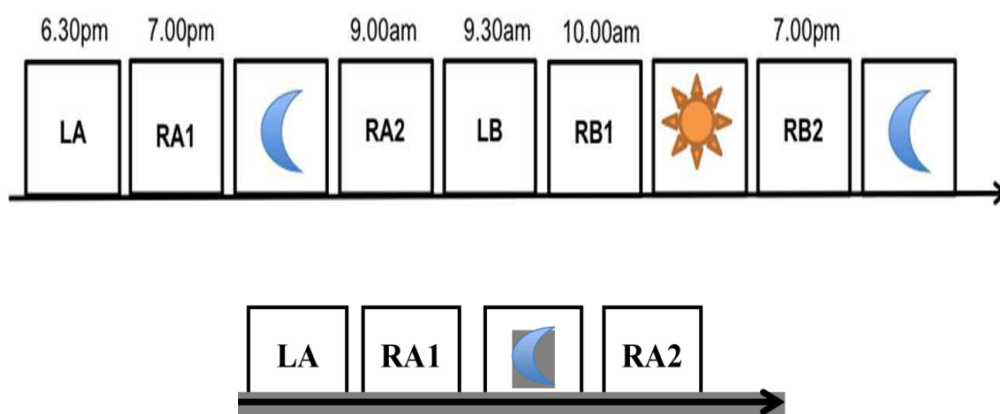 6.30pm 7.00pm 9.00am 9.30am 10.00am 7.00pm
LA RA1 RA2 LB RB1 RB2
LA RA1 RA2